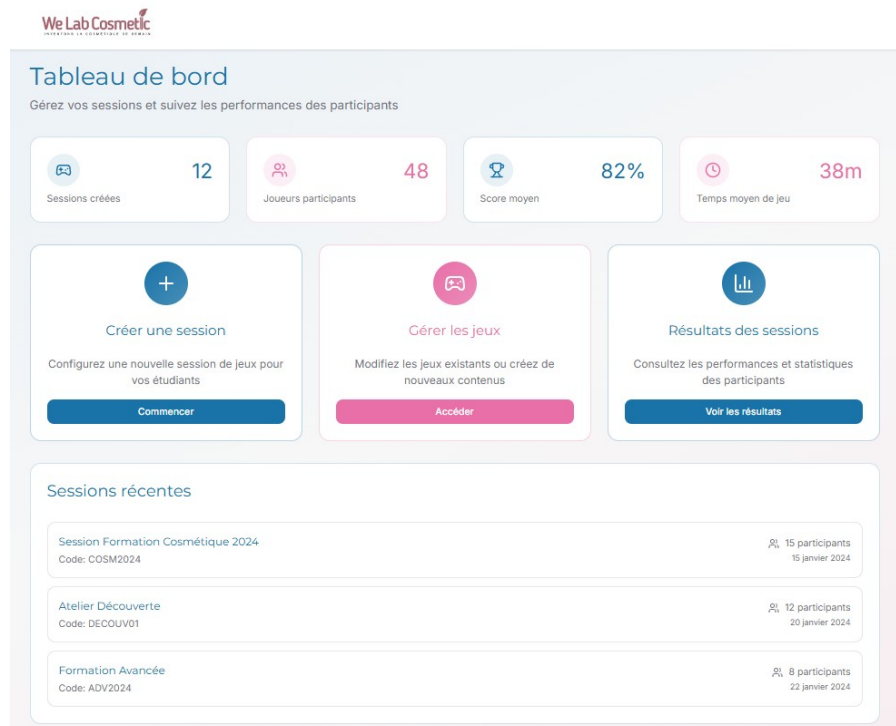 We Lab Cosmetic
INVENTONS LA COSMÉTIQUE DE DEMAIN
Tableau de bord
Gérez vos sessions et suivez les performances des participants
12
Sessions créées
48
Joueurs participants
82%
Score moyen
38m
Temps moyen de jeu
Créer une session
Configurez une nouvelle session de jeux pour
vos étudiants
Commencer
Gérer les jeux
Modifiez les jeux existants ou créez de
nouveaux contenus
Accéder
Résultats des sessions
Consultez les performances et statistiques
des participants
Voir les résultats
Sessions récentes
Session Formation Cosmétique 2024
Code: COSM2024
15 participants
15 janvier 2024
Atelier Découverte
Code: DECOUV01
12 participants
20 janvier 2024
Formation Avancée
Code: ADV2024
8 participants
22 janvier 2024